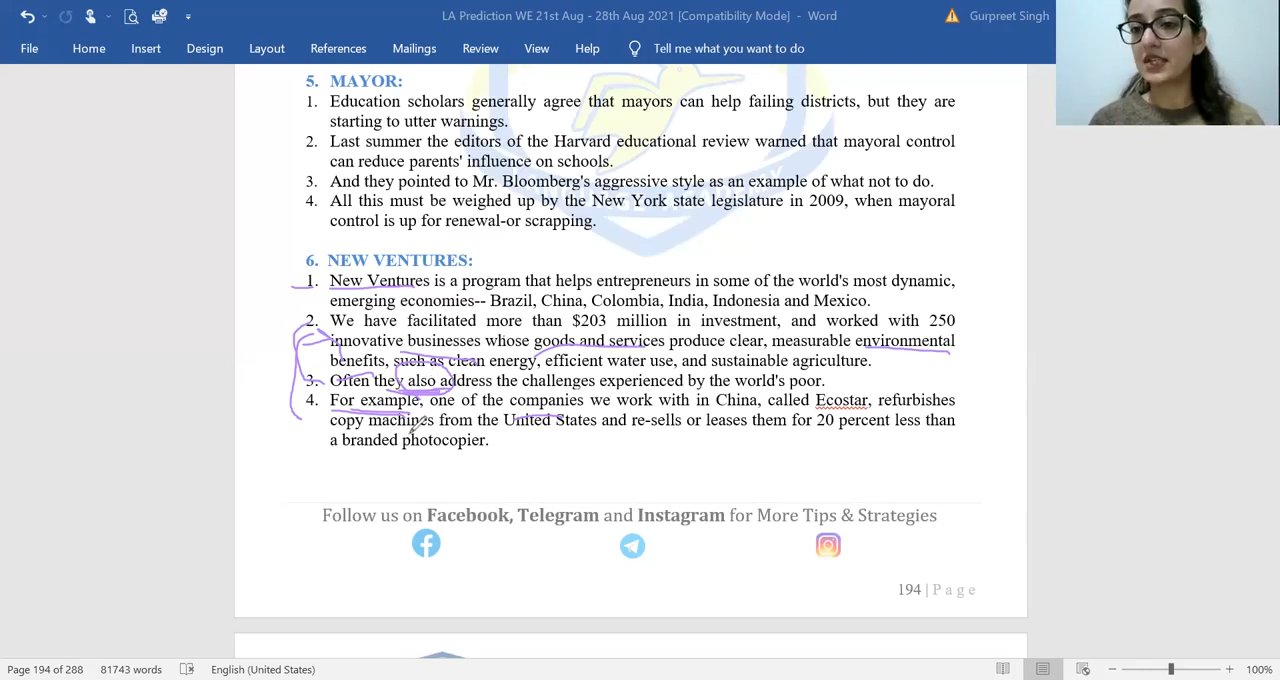 LA Prediction WE 21st Aug - 28th Aug 2021 [Compatibility Mode] - Word
Gurpreet Singh
File Home Insert Design Layout References Mailings Review View Help Tell me what you want to do
5. MAYOR:
1. Education scholars generally agree that mayors can help failing districts, but they are
starting to utter warnings.
2. Last summer the editors of the Harvard educational review warned that mayoral control
can reduce parents' influence on schools.
3. And they pointed to Mr. Bloomberg's aggressive style as an example of what not to do.
4. All this must be weighed up by the New York state legislature in 2009, when mayoral
control is up for renewal-or scrapping.
6. NEW VENTURES:
1. New Ventures is a program that helps entrepreneurs in some of the world's most dynamic,
emerging economies-- Brazil, China, Colombia, India, Indonesia and Mexico.
2. We have facilitated more than $203 million in investment, and worked with 250
innovative businesses whose goods and services produce clear, measurable environmental
benefits, such as clean energy, efficient water use, and sustainable agriculture.
3. Often they also address the challenges experienced by the world's poor.
4. For example, one of the companies we work with in China, called Ecostar, refurbishes
copy machines from the United States and re-sells or leases them for 20 percent less than
a branded photocopier.
Follow us on Facebook, Telegram and Instagram for More Tips & Strategies
194 | P a g e
Page 194 of 288 81743 words English (United States) 100%